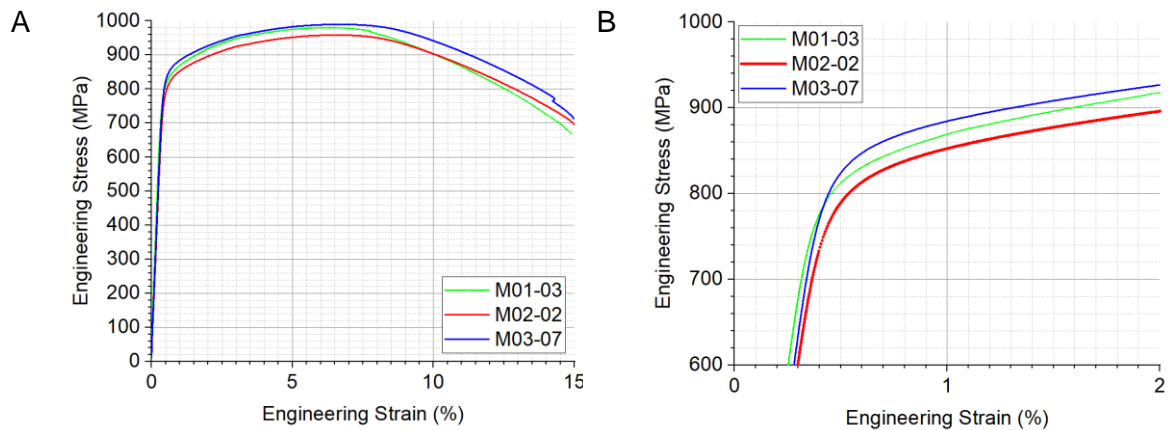 A
Engineering Stress (MPa)
1000
900
800
700
600
500
400
300
200
100
0
0
5
10
15
Engineering Strain (%)
M01-03
M02-02
M03-07
B
Engineering Stress (MPa)
1000
900
800
700
600
0
1
2
Engineering Strain (%)
M01-03
M02-02
M03-07